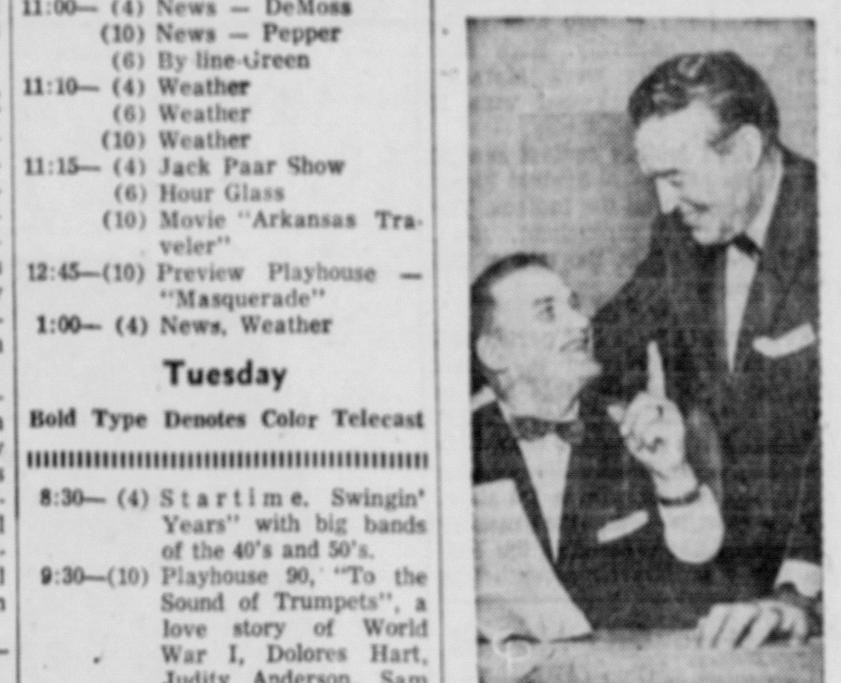 11:00— (4) News — DeMoss
(10) News — Pepper
(6) By line-Green
11:10— (4) Weather
(6) Weather
(10) Weather
11:15— (4) Jack Paar Show
(6) Hour Glass
(10) Movie "Arkansas Tra-
veler"
12:45—(10) Preview Playhouse —
"Masquerade"
1:00— (4) News, Weather
Tuesday
Bold Type Denotes Color Telecast
8:30— (4) Startime. Swingin'
Years" with big bands
of the 40's and 50's.
9:30—(10) Playhouse 90, "To the
Sound of Trumpets", a
love story of World
War I, Dolores Hart,
Judity Anderson, Sam